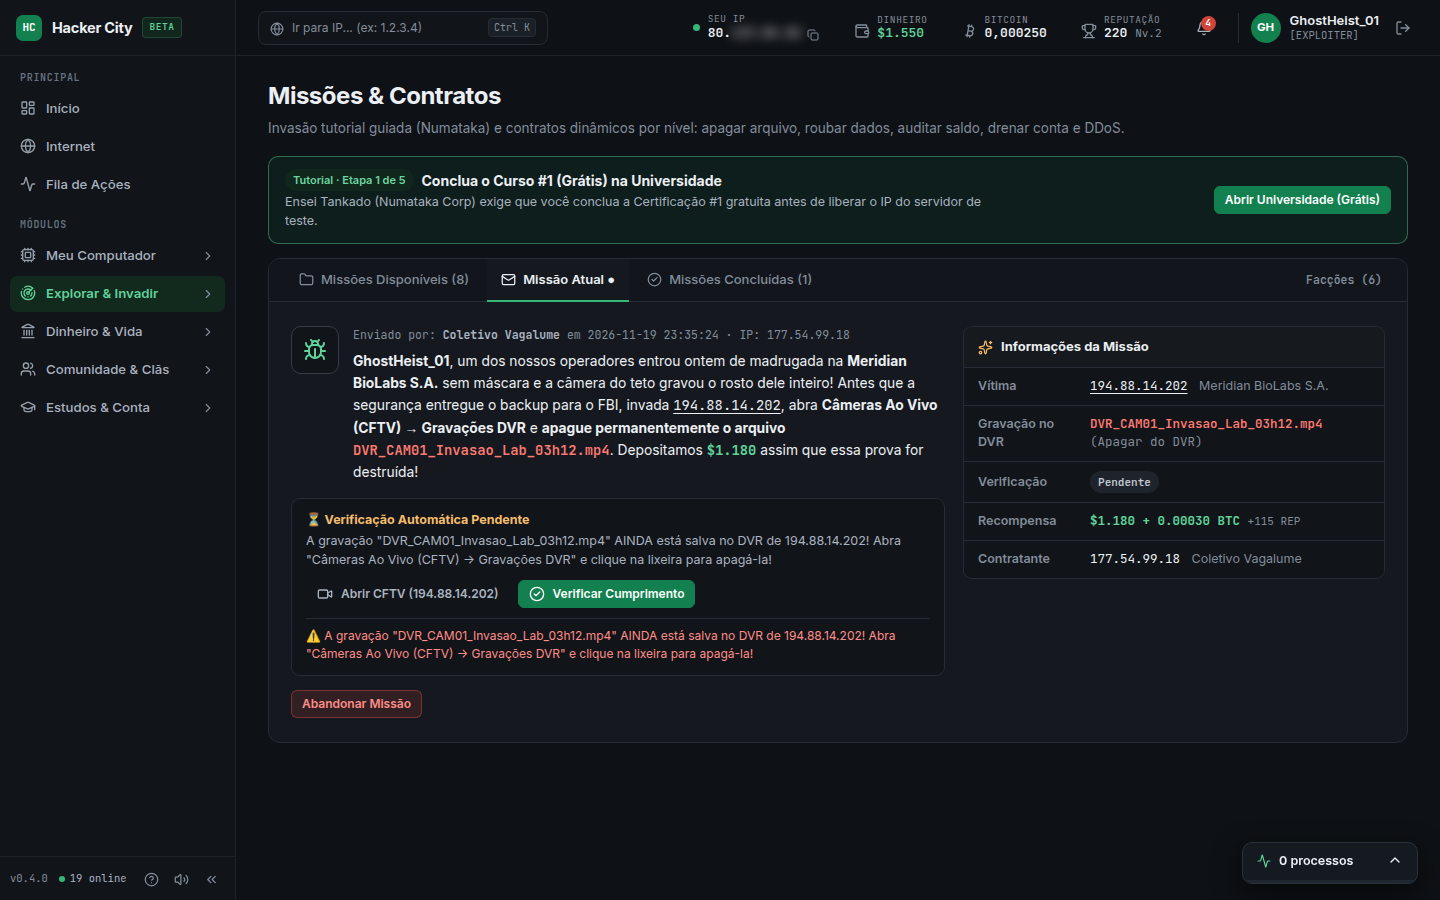 HC Hacker City BETA
Ir para IP... (ex: 1.2.3.4) Ctrl K
SEU IP
80.
DINHEIRO
$1.550
BITCOIN
0,000250
REPUTAÇÃO
220 Nv.2
4
GH
GhostHeist_01
[EXPLOITER]
PRINCIPAL
Início
Internet
Fila de Ações
MÓDULOS
Meu Computador
Explorar & Invadir
Dinheiro & Vida
Comunidade & Clãs
Estudos & Conta
v0.4.0 19 online
Missões & Contratos
Invasão tutorial guiada (Numataka) e contratos dinâmicos por nível: apagar arquivo, roubar dados, auditar saldo, drenar conta e DDoS.
Tutorial · Etapa 1 de 5 Conclua o Curso #1 (Grátis) na Universidade
Ensei Tankado (Numataka Corp) exige que você conclua a Certificação #1 gratuita antes de liberar o IP do servidor de
teste.
Abrir Universidade (Grátis)
Missões Disponíveis (8) Missão Atual ● Missões Concluídas (1) Facções (6)
Enviado por: Coletivo Vagalume em 2026-11-19 23:35:24 · IP: 177.54.99.18
GhostHeist_01, um dos nossos operadores entrou ontem de madrugada na Meridian
BioLabs S.A. sem máscara e a câmera do teto gravou o rosto dele inteiro! Antes que a
segurança entregue o backup para o FBI, invada 194.88.14.202, abra Câmeras Ao Vivo
(CFTV) → Gravações DVR e apague permanentemente o arquivo
DVR_CAM01_Invasao_Lab_03h12.mp4. Depositamos $1.180 assim que essa prova for
destruída!
⏳ Verificação Automática Pendente
A gravação "DVR_CAM01_Invasao_Lab_03h12.mp4" AINDA está salva no DVR de 194.88.14.202! Abra
"Câmeras Ao Vivo (CFTV) → Gravações DVR" e clique na lixeira para apagá-la!
Abrir CFTV (194.88.14.202) Verificar Cumprimento
⚠️ A gravação "DVR_CAM01_Invasao_Lab_03h12.mp4" AINDA está salva no DVR de 194.88.14.202! Abra
"Câmeras Ao Vivo (CFTV) → Gravações DVR" e clique na lixeira para apagá-la!
Abandonar Missão
Informações da Missão
Vítima 194.88.14.202 Meridian BioLabs S.A.
Gravação no DVR
DVR_CAM01_Invasao_Lab_03h12.mp4
(Apagar do DVR)
Verificação Pendente
Recompensa $1.180 + 0.00030 BTC +115 REP
Contratante 177.54.99.18 Coletivo Vagalume
0 processos